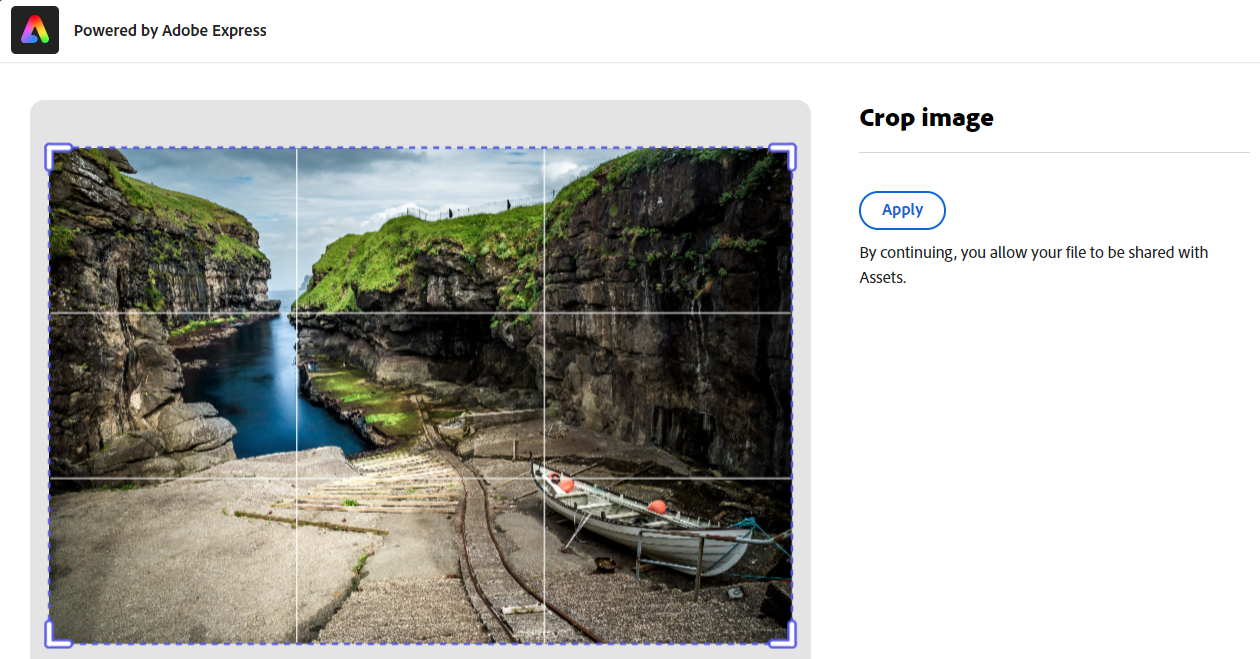 Powered by Adobe Express
Crop image
Apply
By continuing, you allow your file to be shared with
Assets.